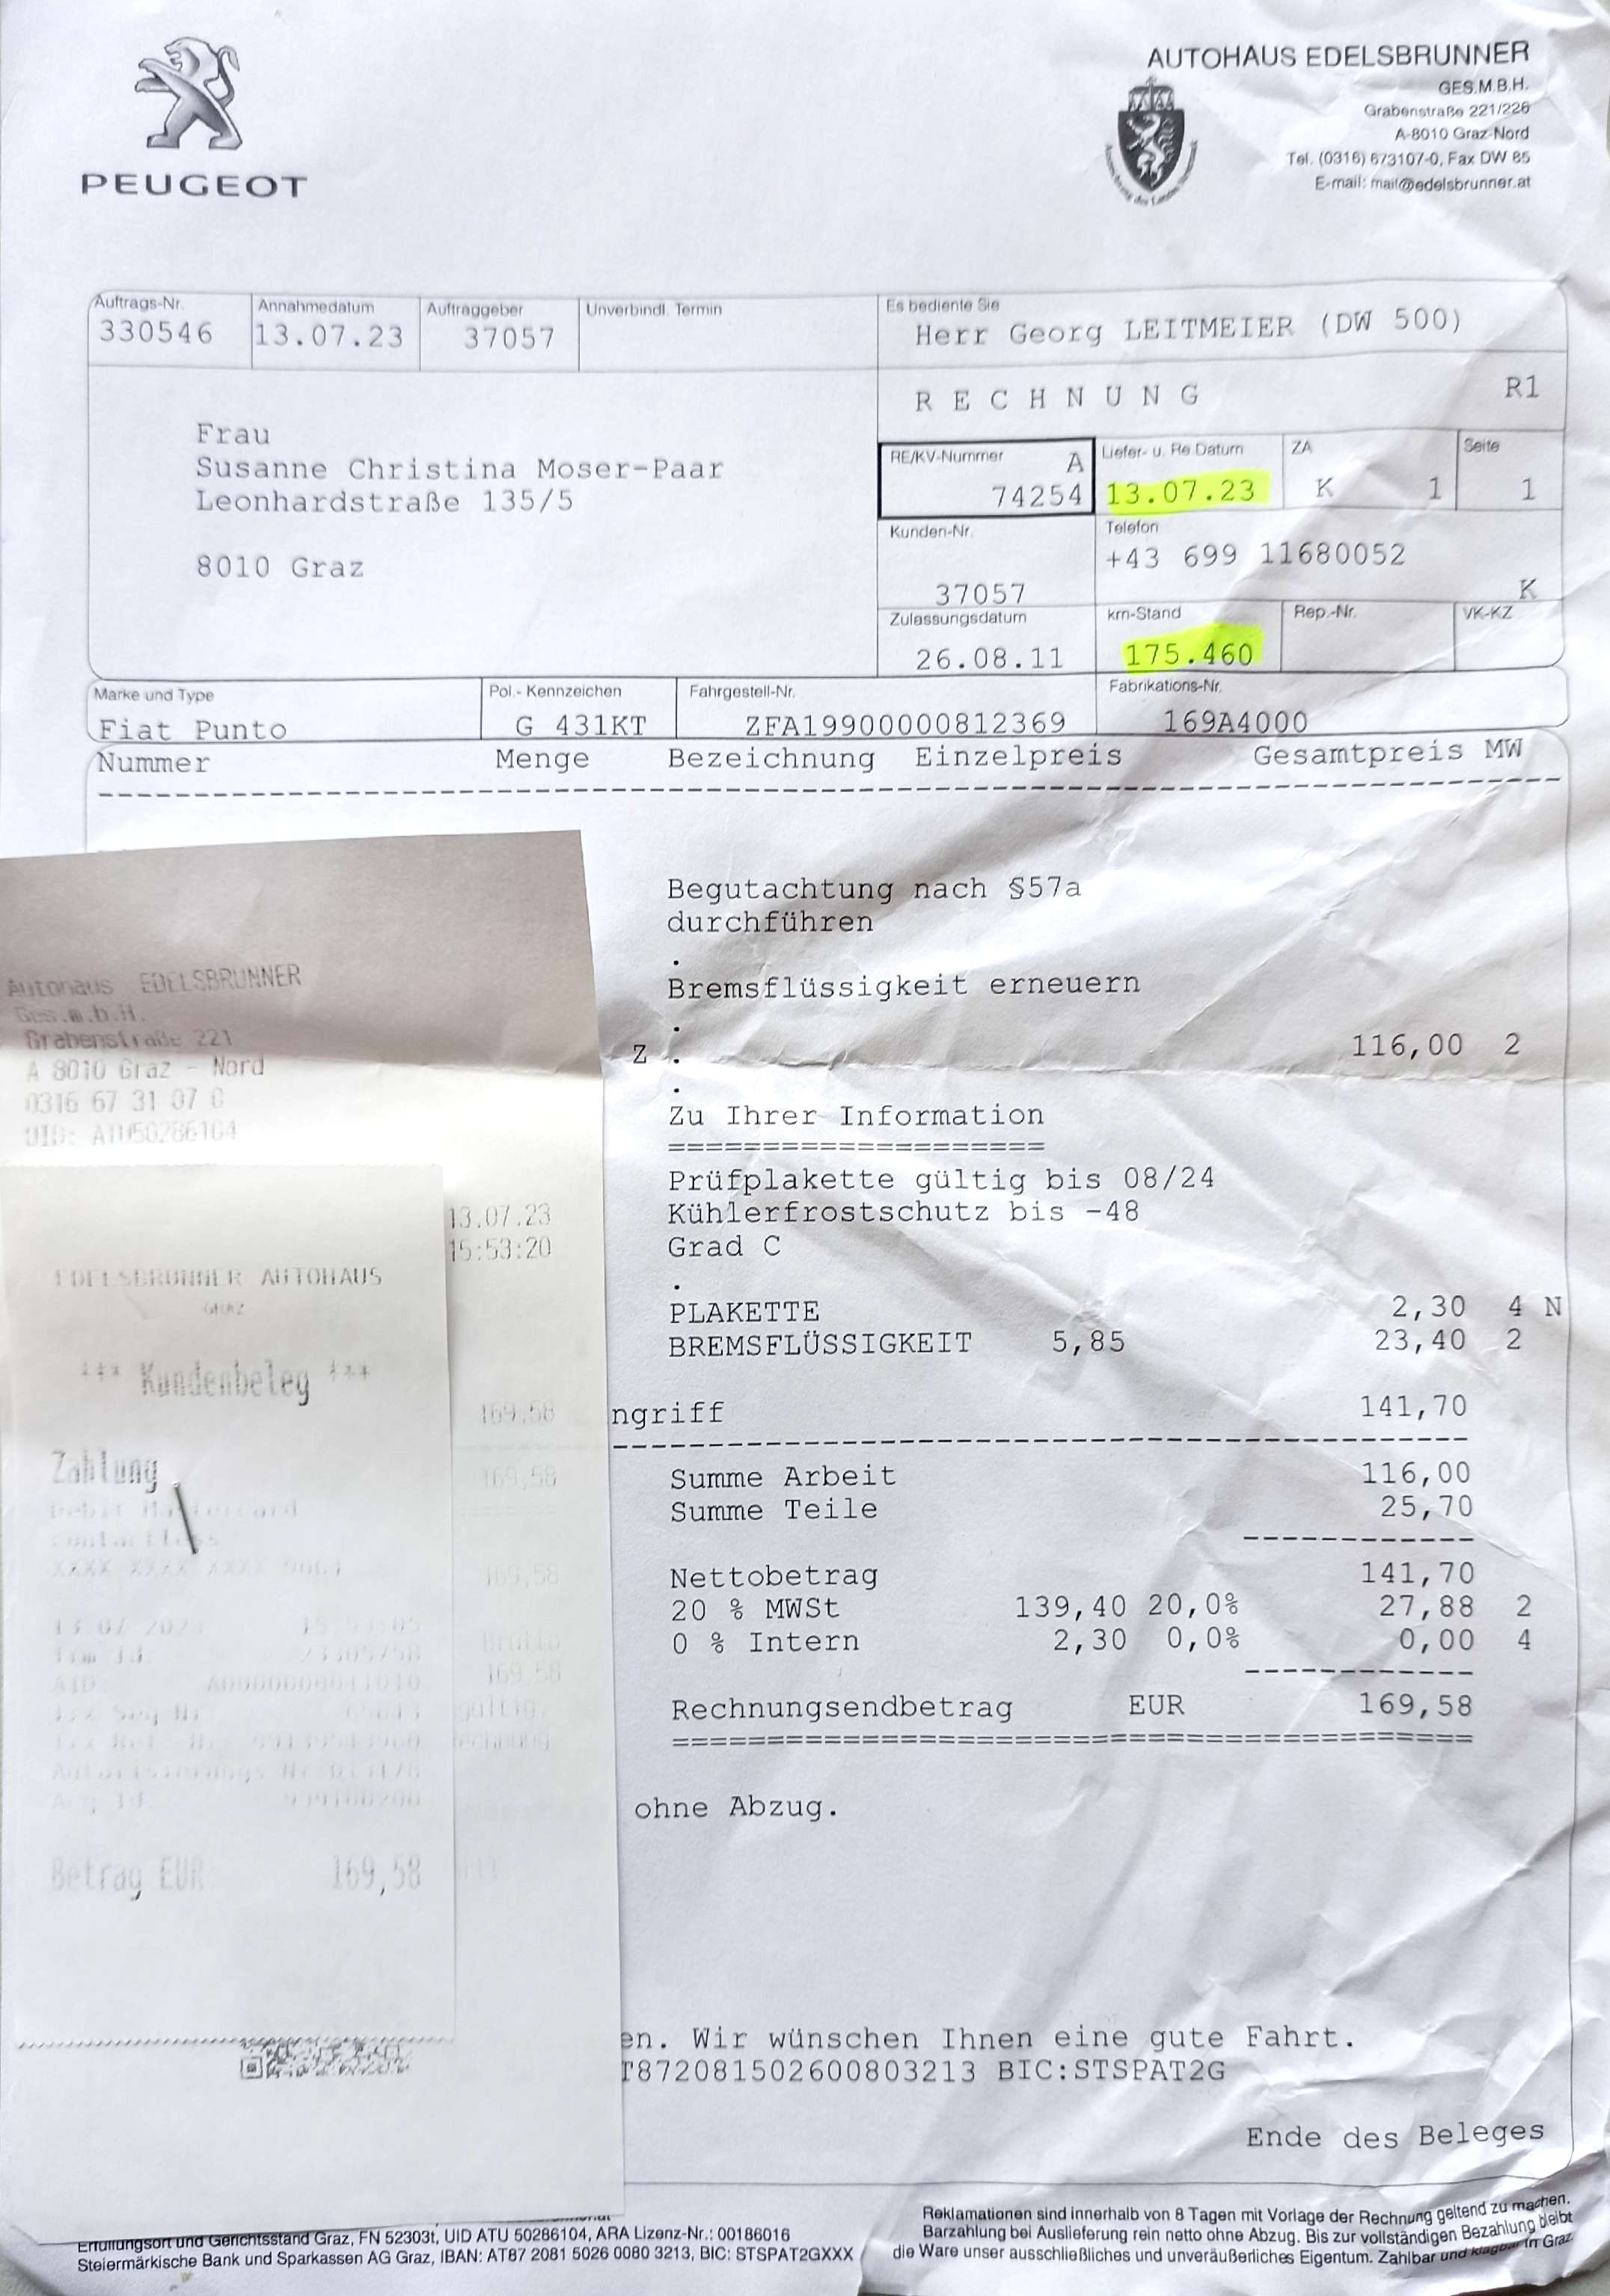 PEUGEOT
AUTOHAUS EDELSBRUNNER
GES.M.B.H.
Grabenstraße 221/226
A-8010 Graz-Nord
Tel. (0316) 673107-0, Fax DW 85
E-mail: mail@edelsbrunner.at
Auftrags-Nr. Annahmedatum Auftraggeber Unverbindl. Termin Es bediente Sie
330546 13.07.23 37057 Herr Georg LEITMEIER (DW 500)
R E C H N U N G R1
Frau
Susanne Christina Moser-Paar
Leonhardstraße 135/5
8010 Graz
RE/KV-Nummer A Liefer- u. Re Datum ZA Seite
74254 13.07.23 K 1 1
Kunden-Nr. Telefon
37057 +43 699 11680052 K
Zulassungsdatum km-Stand Rep.-Nr. VK-KZ
26.08.11 175.460
Marke und Type Pol.- Kennzeichen Fahrgestell-Nr. Fabrikations-Nr.
Fiat Punto G 431KT ZFA19900000812369 169A4000
Nummer Menge Bezeichnung Einzelpreis Gesamtpreis MW
Begutachtung nach §57a
durchführen
.
Bremsflüssigkeit erneuern
.
Z . 116,00 2
.
Zu Ihrer Information
====================
Prüfplakette gültig bis 08/24
Kühlerfrostschutz bis -48
Grad C
.
PLAKETTE 2,30 4 N
BREMSFLÜSSIGKEIT 5,85 23,40 2
ngriff 141,70
Summe Arbeit 116,00
Summe Teile 25,70
Nettobetrag 141,70
20 % MWSt 139,40 20,0% 27,88 2
0 % Intern 2,30 0,0% 0,00 4
Rechnungsendbetrag EUR 169,58
ohne Abzug.
en. Wir wünschen Ihnen eine gute Fahrt.
T872081502600803213 BIC:STSPAT2G
Ende des Beleges
Autohaus EDELSBRUNNER
Ges.m.b.H.
Grabenstraße 221
A 8010 Graz - Nord
0316 67 31 07 0
UID: ATU50286104
13.07.23
15:53:20
169,58
169,58
169,58
Brutto
169,58
gültig
echnung
EDELSBRUNNER AUTOHAUS
GRAZ
*** Kundenbeleg ***
Zahlung
Debit Mastercard
Contactless
Betrag EUR 169,58
Erfüllungsort und Gerichtsstand Graz, FN 52303t, UID ATU 50286104, ARA Lizenz-Nr.: 00186016
Steiermärkische Bank und Sparkassen AG Graz, IBAN: AT87 2081 5026 0080 3213, BIC: STSPAT2GXXX
Reklamationen sind innerhalb von 8 Tagen mit Vorlage der Rechnung geltend zu machen.
Barzahlung bei Auslieferung rein netto ohne Abzug. Bis zur vollständigen Bezahlung bleibt
die Ware unser ausschließliches und unveräußerliches Eigentum. Zahlbar und klagbar in Graz.